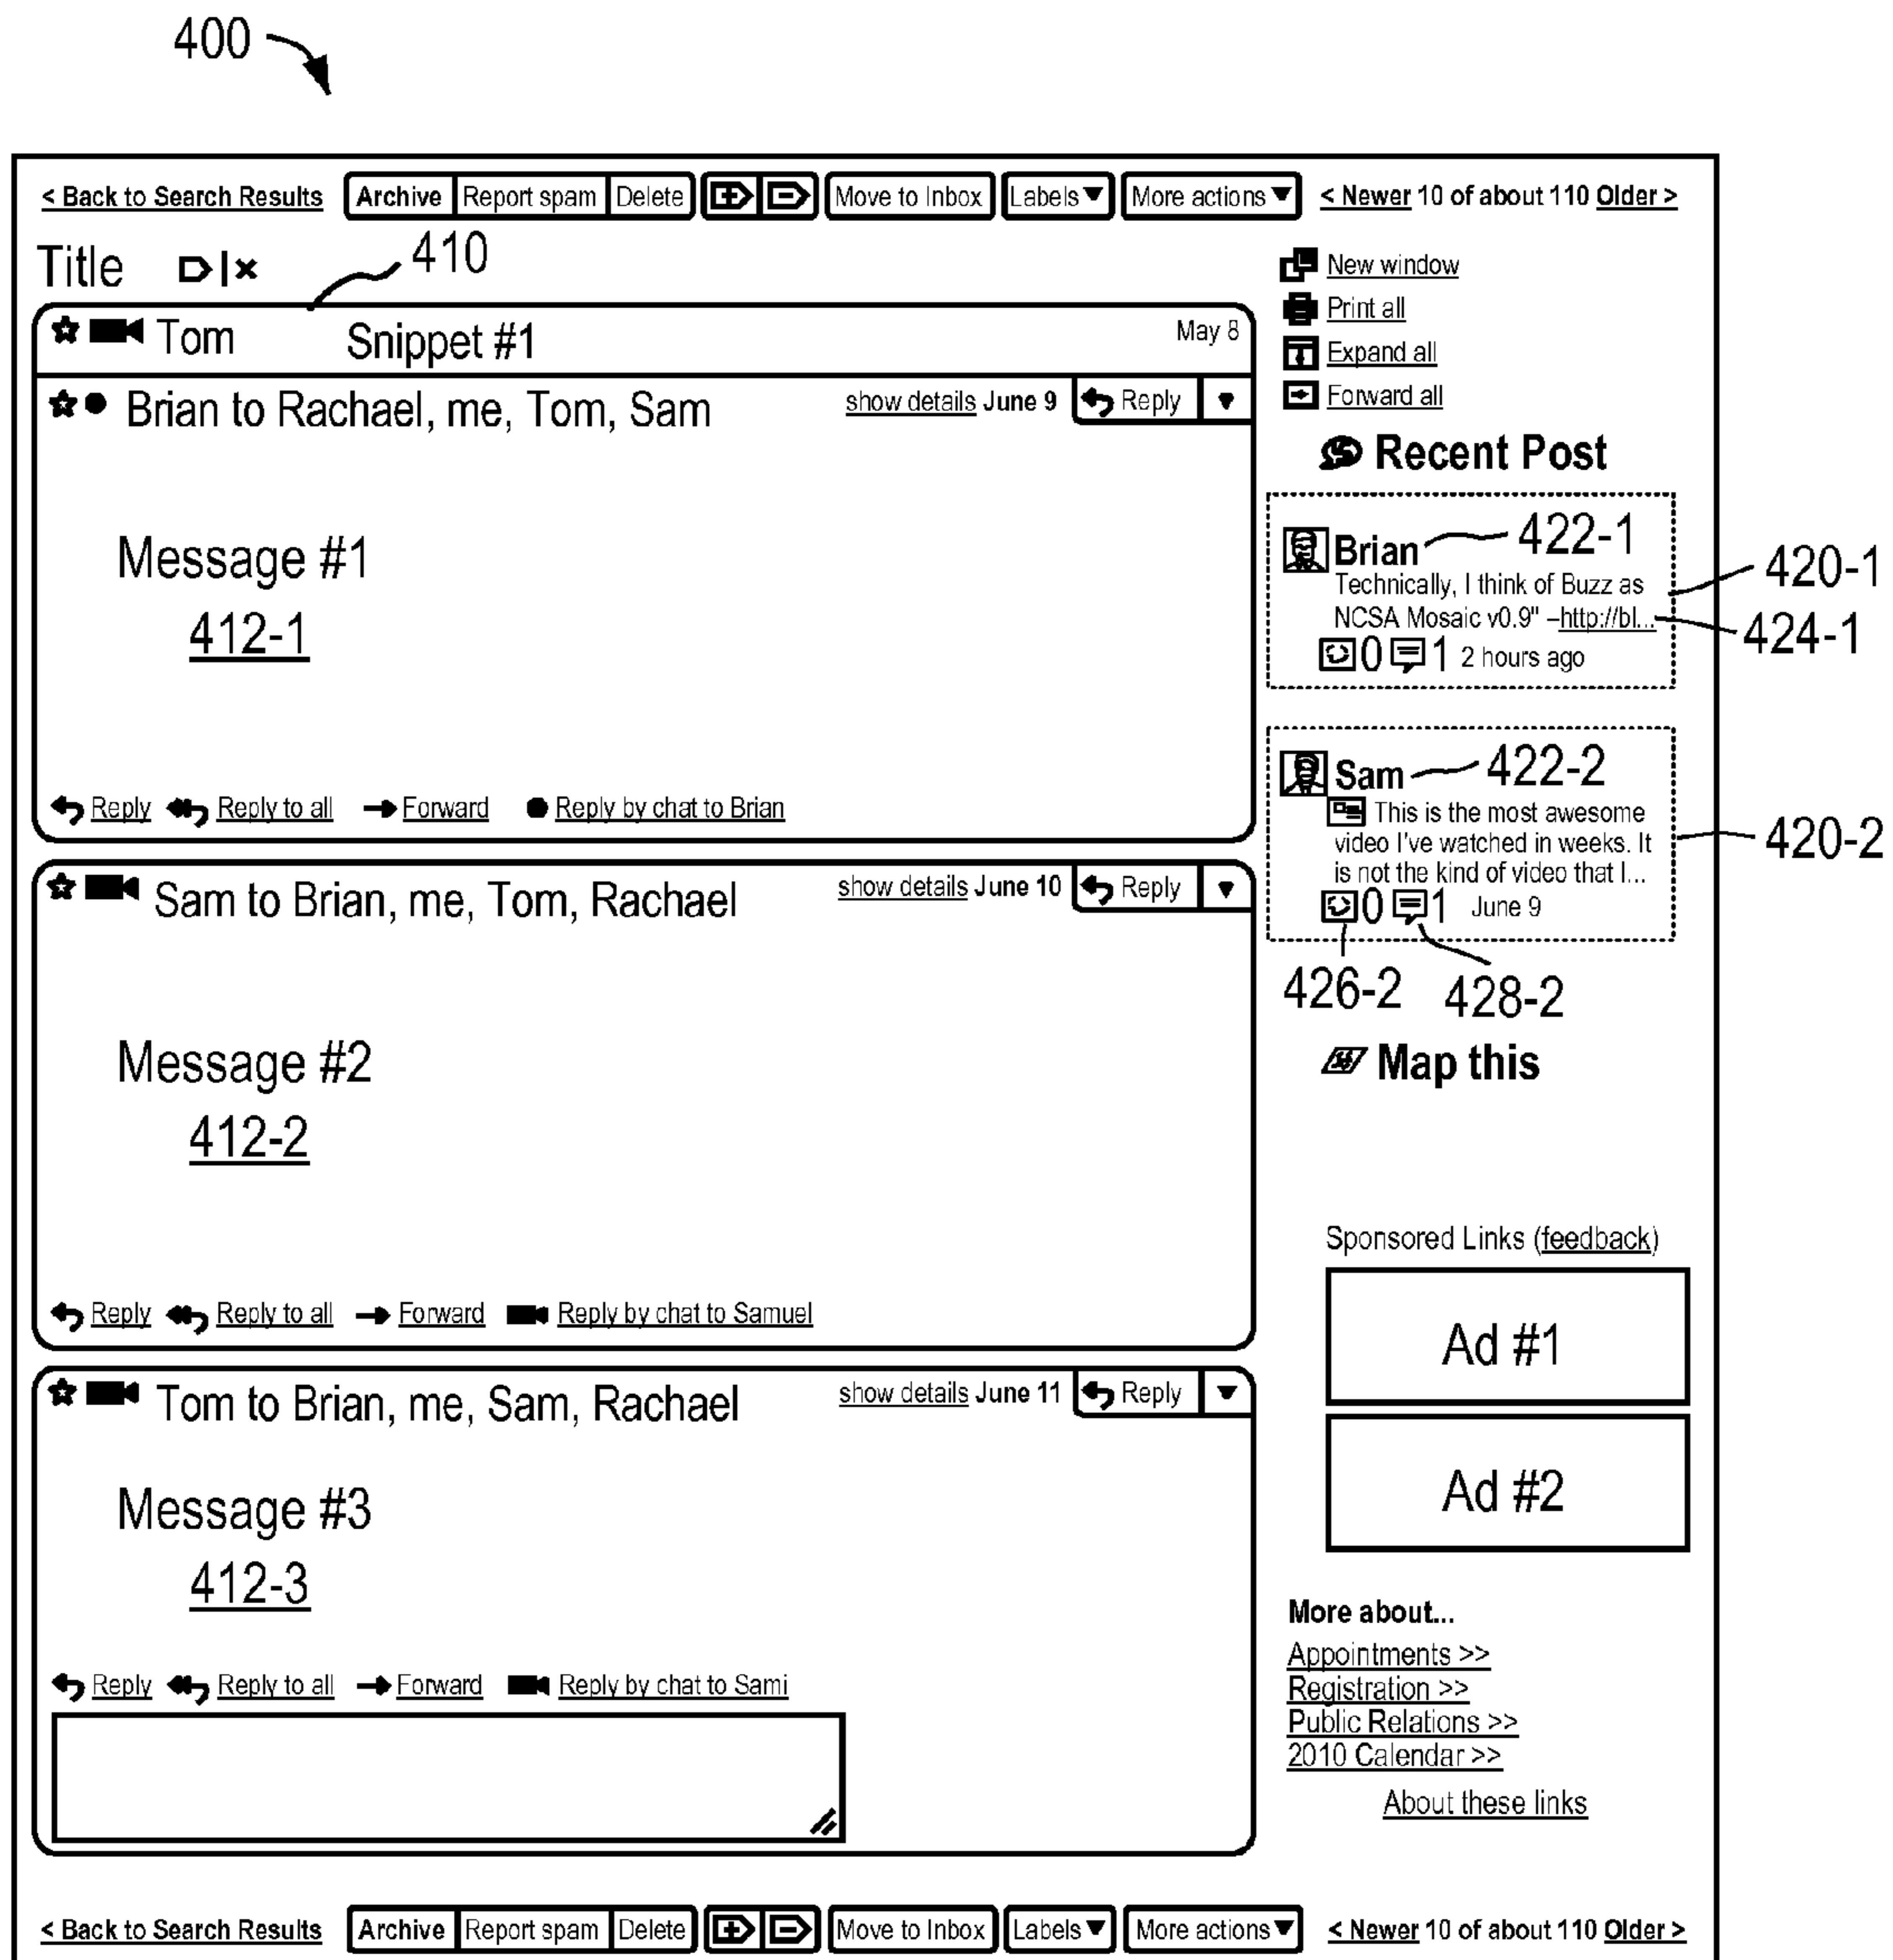 400
< Back to Search Results Archive Report spam Delete Move to Inbox Labels More actions < Newer 10 of about 110 Older >
Title 410
Tom Snippet #1 May 8
Brian to Rachael, me, Tom, Sam show details June 9 Reply
Message #1
412-1
Reply Reply to all Forward Reply by chat to Brian
Sam to Brian, me, Tom, Rachael show details June 10 Reply
Message #2
412-2
Reply Reply to all Forward Reply by chat to Samuel
Tom to Brian, me, Sam, Rachael show details June 11 Reply
Message #3
412-3
Reply Reply to all Forward Reply by chat to Sami
New window
Print all
Expand all
Forward all
Recent Post
Brian 422-1
Technically, I think of Buzz as 420-1
NCSA Mosaic v0.9" –http://bl... 424-1
0 1 2 hours ago
Sam 422-2
This is the most awesome
video I've watched in weeks. It 420-2
is not the kind of video that I...
0 1 June 9
426-2 428-2
Map this
Sponsored Links (feedback)
Ad #1
Ad #2
More about...
Appointments >>
Registration >>
Public Relations >>
2010 Calendar >>
About these links
< Back to Search Results Archive Report spam Delete Move to Inbox Labels More actions < Newer 10 of about 110 Older >